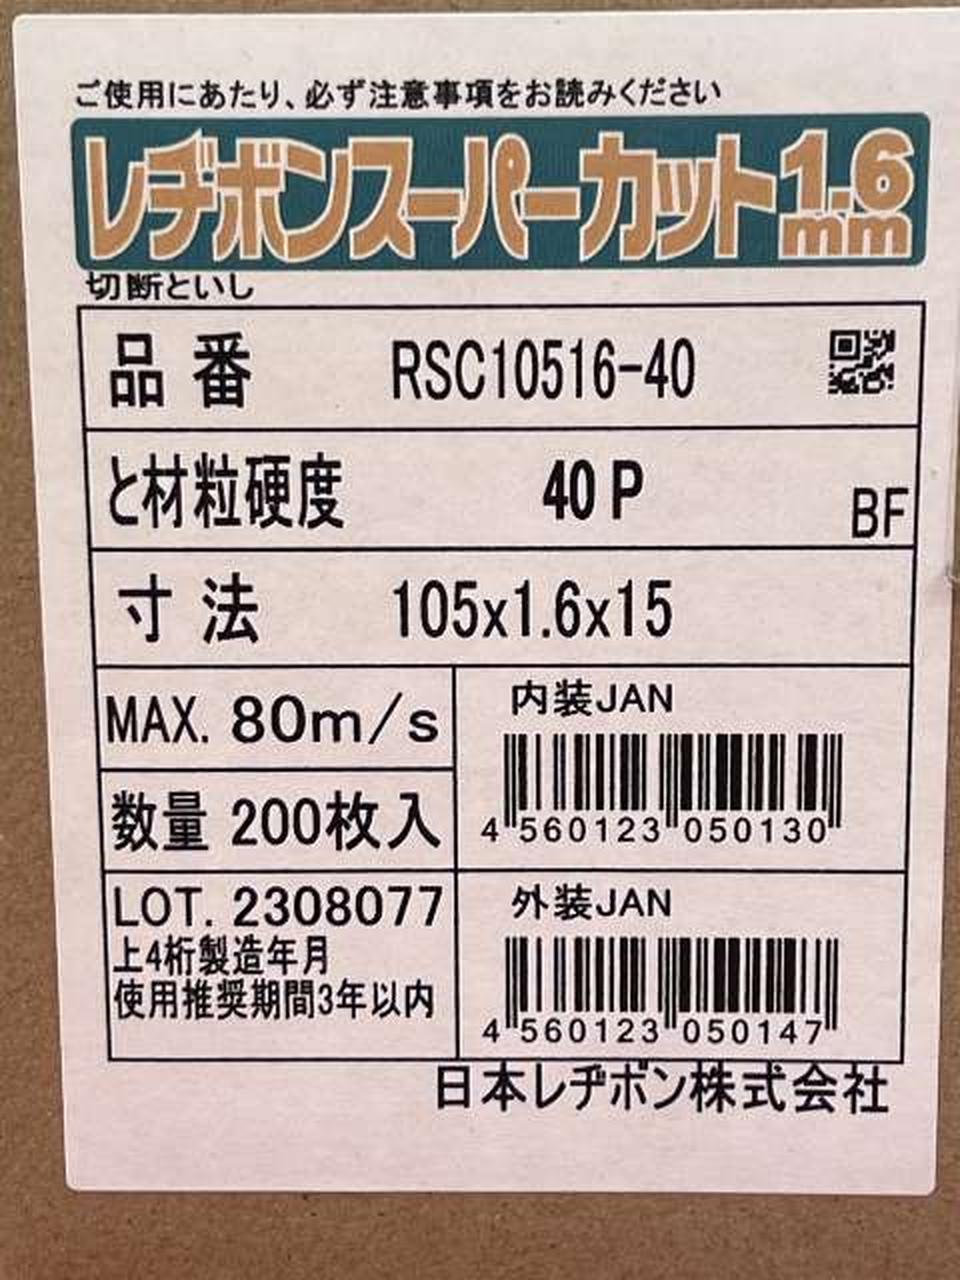 ご使用にあたり、必ず注意事項をお読みください
レヂボンスーパーカット1.6mm
切断といし
品番 RSC10516-40
と材粒硬度 40 P BF
寸法 105x1.6x15
MAX. 80m/s
数量 200枚入
LOT. 2308077
上4桁製造年月
使用推奨期間3年以内
内装JAN
4 560123 050130
外装JAN
4 560123 050147
日本レヂボン株式会社